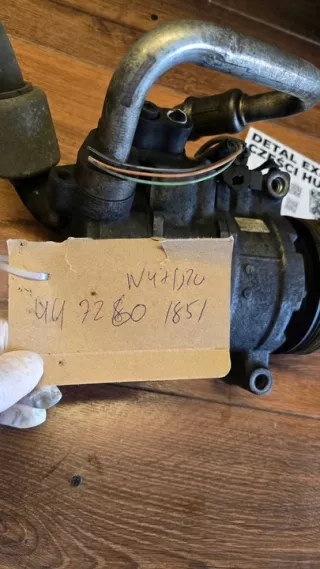 N47D20
447280 1851
DETAL EX
CZĘŚCI HU